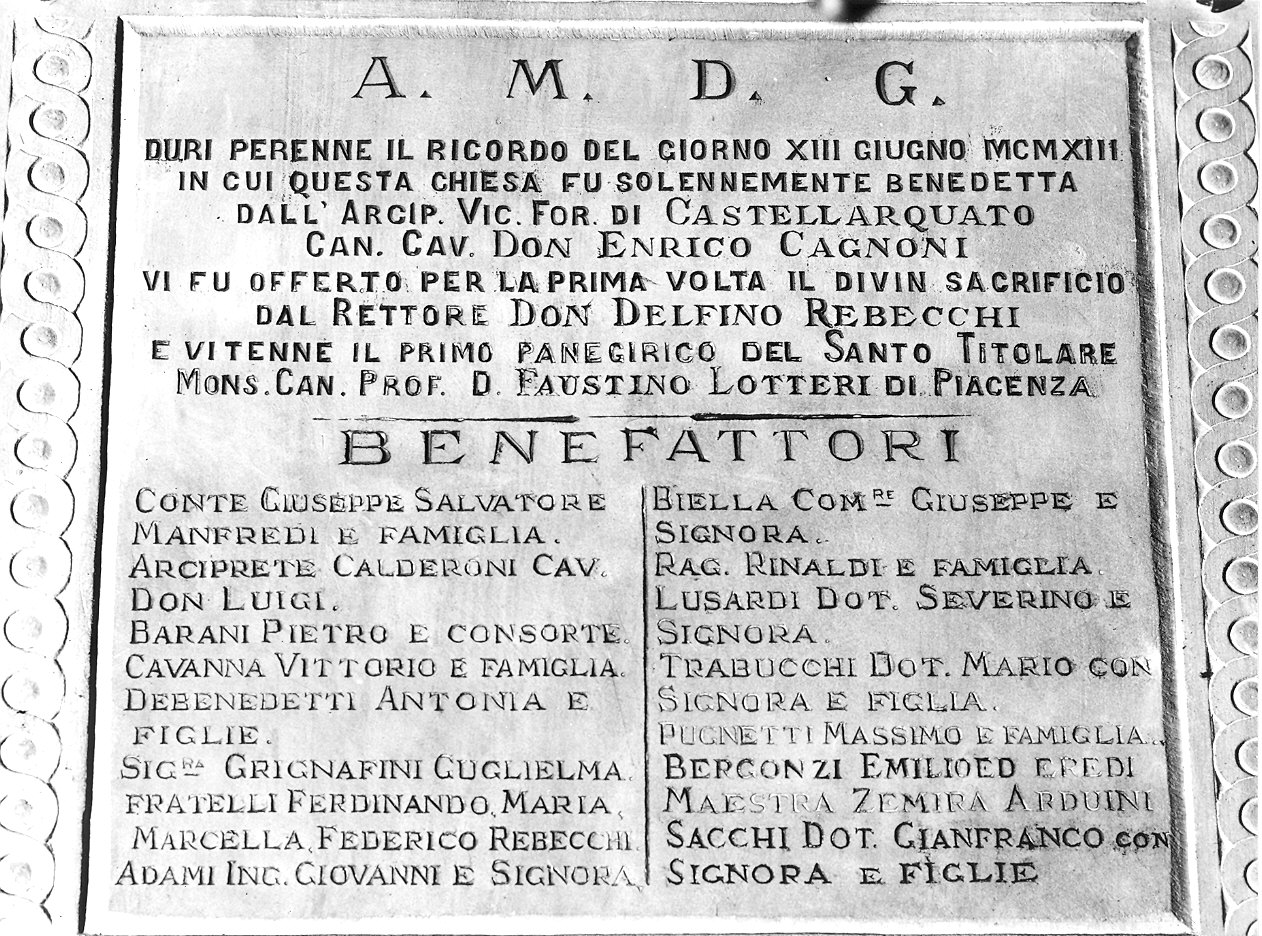 A. M. D. G.
DURI PERENNE IL RICORDO DEL GIORNO XIII GIUGNO MCMXIII
IN CUI QUESTA CHIESA FU SOLENNEMENTE BENEDETTA
DALL' ARCIP. VIC. FOR. DI CASTELLARQUATO
CAN. CAV. DON ENRICO CAGNONI
VI FU OFFERTO PER LA PRIMA VOLTA IL DIVIN SACRIFICIO
DAL RETTORE DON DELFINO REBECCHI
E VI TENNE IL PRIMO PANEGIRICO DEL SANTO TITOLARE
MONS. CAN. PROF. D. FAUSTINO LOTTERI DI PIACENZA
BENEFATTORI
CONTE GIUSEPPE SALVATORE
MANFREDI E FAMIGLIA.
ARCIPRETE CALDERONI CAV.
DON LUIGI.
BARANI PIETRO E CONSORTE.
CAVANNA VITTORIO E FAMIGLIA.
DEBENEDETTI ANTONIA E
FIGLIE.
SIG.RA GRIGNAFINI GUGLIELMA.
FRATELLI FERDINANDO, MARIA,
MARCELLA, FEDERICO REBECCHI.
ADAMI ING. GIOVANNI E SIGNORA.
BIELLA COM.RE GIUSEPPE E
SIGNORA.
RAG. RINALDI E FAMIGLIA.
LUSARDI DOT. SEVERINO E
SIGNORA.
TRABUCCHI DOT. MARIO CON
SIGNORA E FIGLIA.
PUGNETTI MASSIMO E FAMIGLIA.
BERGONZI EMILIO ED EREDI
MAESTRA ZEMIRA ARDUINI
SACCHI DOT. GIANFRANCO CON
SIGNORA E FIGLIE